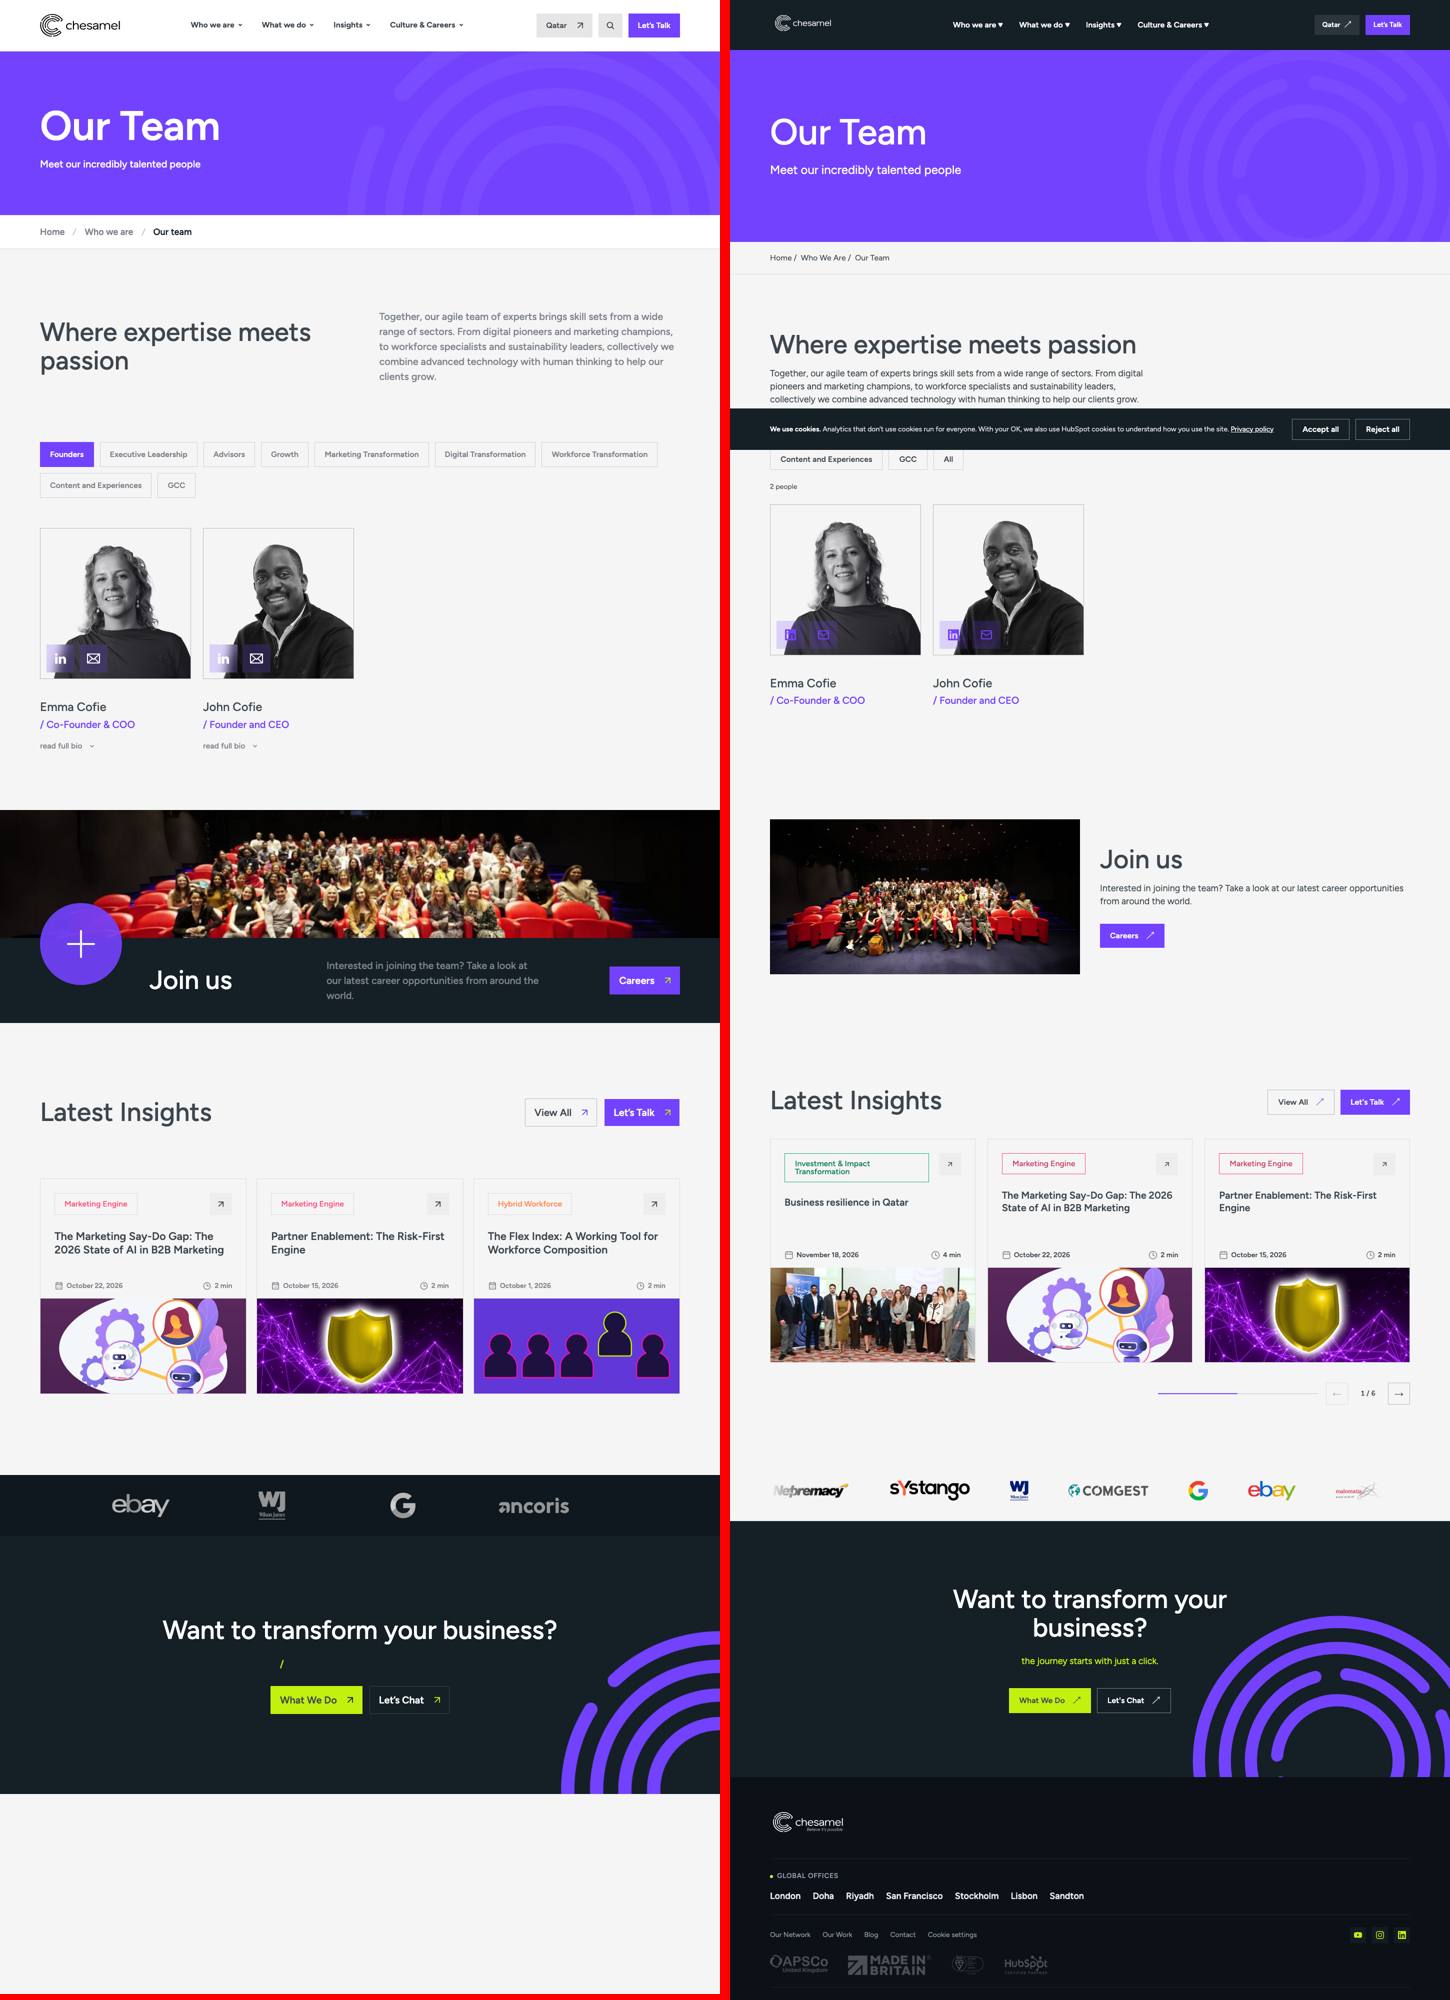 chesamel
Who we are
What we do
Insights
Culture & Careers
Qatar
Let's Talk
Our Team
Meet our incredibly talented people
Home / Who we are / Our team
Where expertise meets
passion
Together, our agile team of experts brings skill sets from a wide
range of sectors. From digital pioneers and marketing champions,
to workforce specialists and sustainability leaders, collectively we
combine advanced technology with human thinking to help our
clients grow.
Founders
Executive Leadership
Advisors
Growth
Marketing Transformation
Digital Transformation
Workforce Transformation
Content and Experiences
GCC
Emma Cofie
/ Co-Founder & COO
read full bio
John Cofie
/ Founder and CEO
read full bio
Join us
Interested in joining the team? Take a look at
our latest career opportunities from around the
world.
Careers
Latest Insights
View All
Let's Talk
Marketing Engine
The Marketing Say-Do Gap: The
2026 State of AI in B2B Marketing
October 22, 2026
2 min
Marketing Engine
Partner Enablement: The Risk-First
Engine
October 15, 2026
2 min
Hybrid Workforce
The Flex Index: A Working Tool for
Workforce Composition
October 1, 2026
2 min
ebay
WJ
Wilson James
G
ancoris
Want to transform your business?
/
What We Do
Let's Chat
chesamel
Who we are
What we do
Insights
Culture & Careers
Qatar
Let's Talk
Our Team
Meet our incredibly talented people
Home / Who We Are / Our Team
Where expertise meets passion
Together, our agile team of experts brings skill sets from a wide range of sectors. From digital
pioneers and marketing champions, to workforce specialists and sustainability leaders,
collectively we combine advanced technology with human thinking to help our clients grow.
We use cookies. Analytics that don't use cookies run for everyone. With your OK, we also use HubSpot cookies to understand how you use the site. Privacy policy
Accept all
Reject all
Content and Experiences
GCC
All
2 people
Emma Cofie
/ Co-Founder & COO
John Cofie
/ Founder and CEO
Join us
Interested in joining the team? Take a look at our latest career opportunities
from around the world.
Careers
Latest Insights
View All
Let's Talk
Investment & Impact
Transformation
Business resilience in Qatar
November 18, 2026
4 min
Marketing Engine
The Marketing Say-Do Gap: The 2026
State of AI in B2B Marketing
October 22, 2026
2 min
Marketing Engine
Partner Enablement: The Risk-First
Engine
October 15, 2026
2 min
1 / 6
Nepremacy
sYstango
WJ
COMGEST
G
ebay
malomatia
Want to transform your
business?
the journey starts with just a click.
What We Do
Let's Chat
chesamel
Believe it's possible
GLOBAL OFFICES
London
Doha
Riyadh
San Francisco
Stockholm
Lisbon
Sandton
Our Network
Our Work
Blog
Contact
Cookie settings
APSCo
United Kingdom
MADE IN
BRITAIN
HubSpot